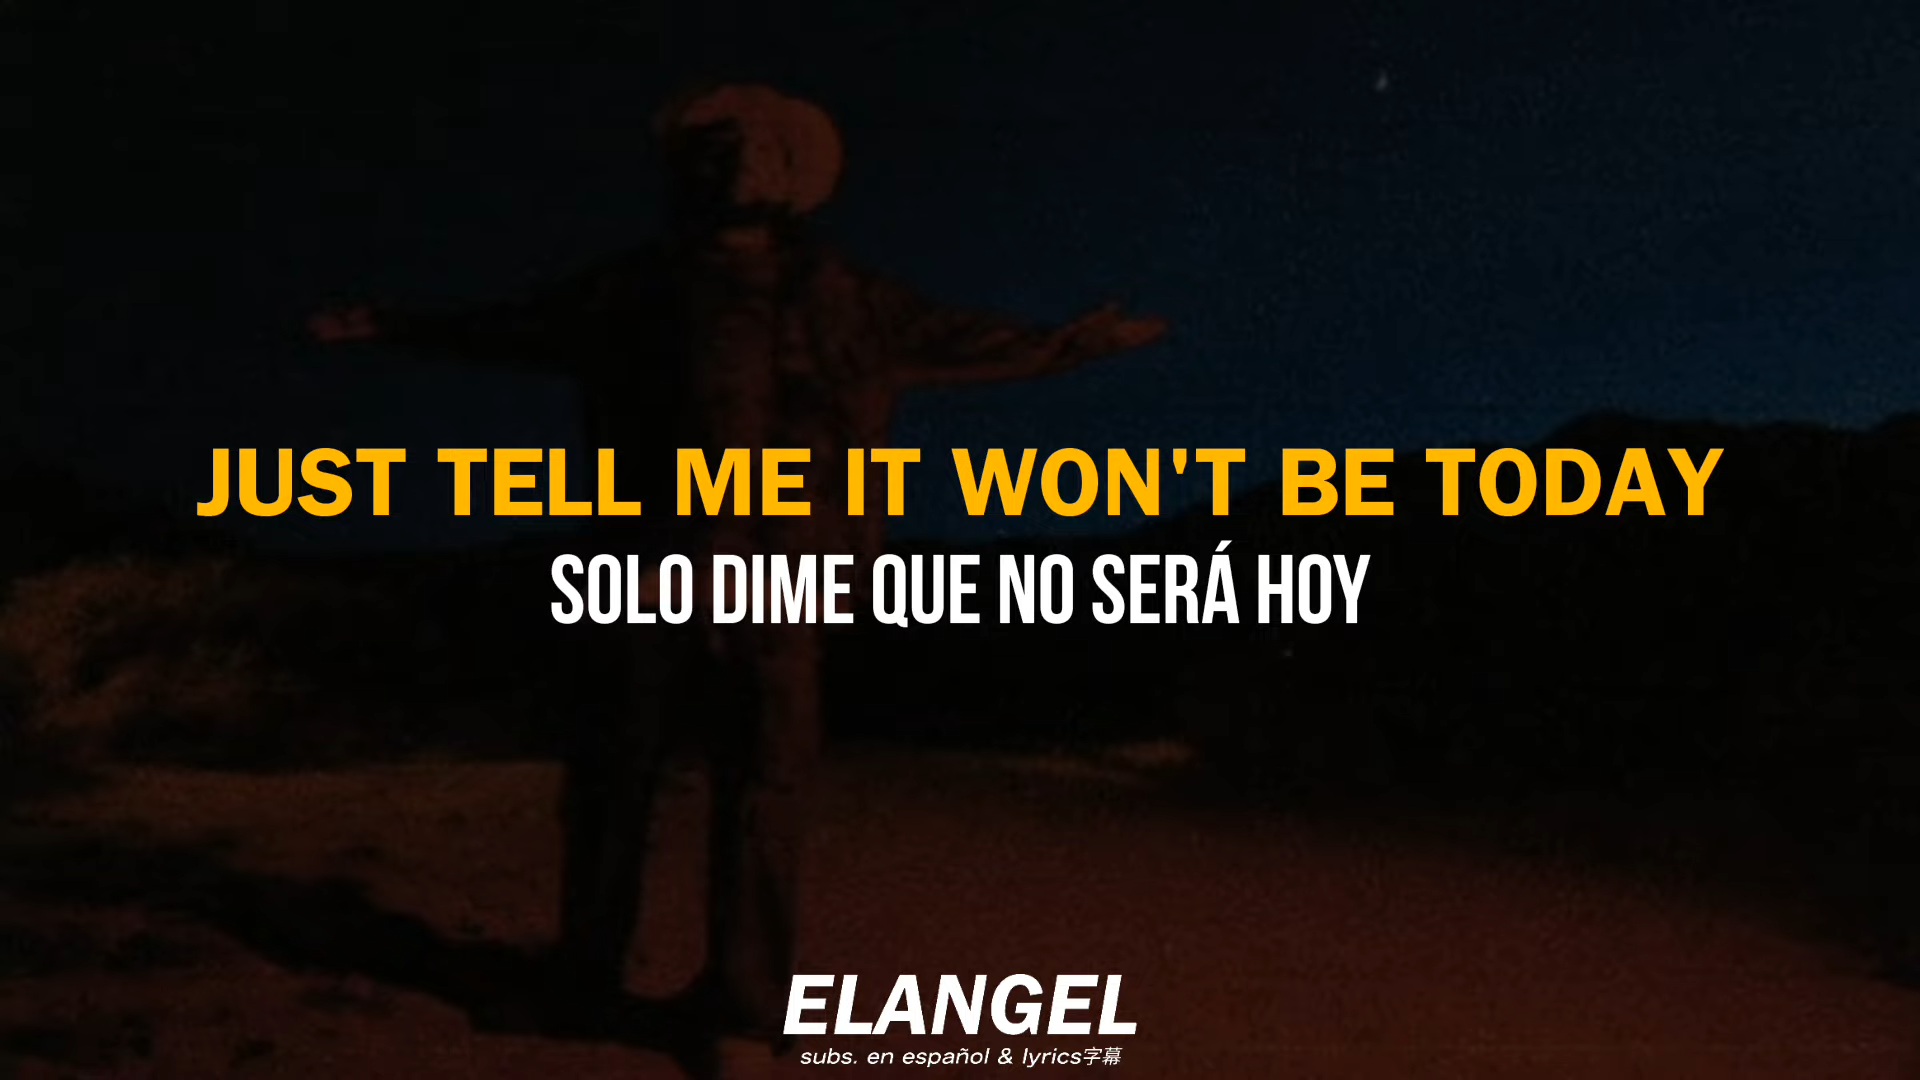 JUST TELL ME IT WON'T BE TODAY
SOLO DIME QUE NO SERÁ HOY
ELANGEL
subs. en español & lyrics字幕